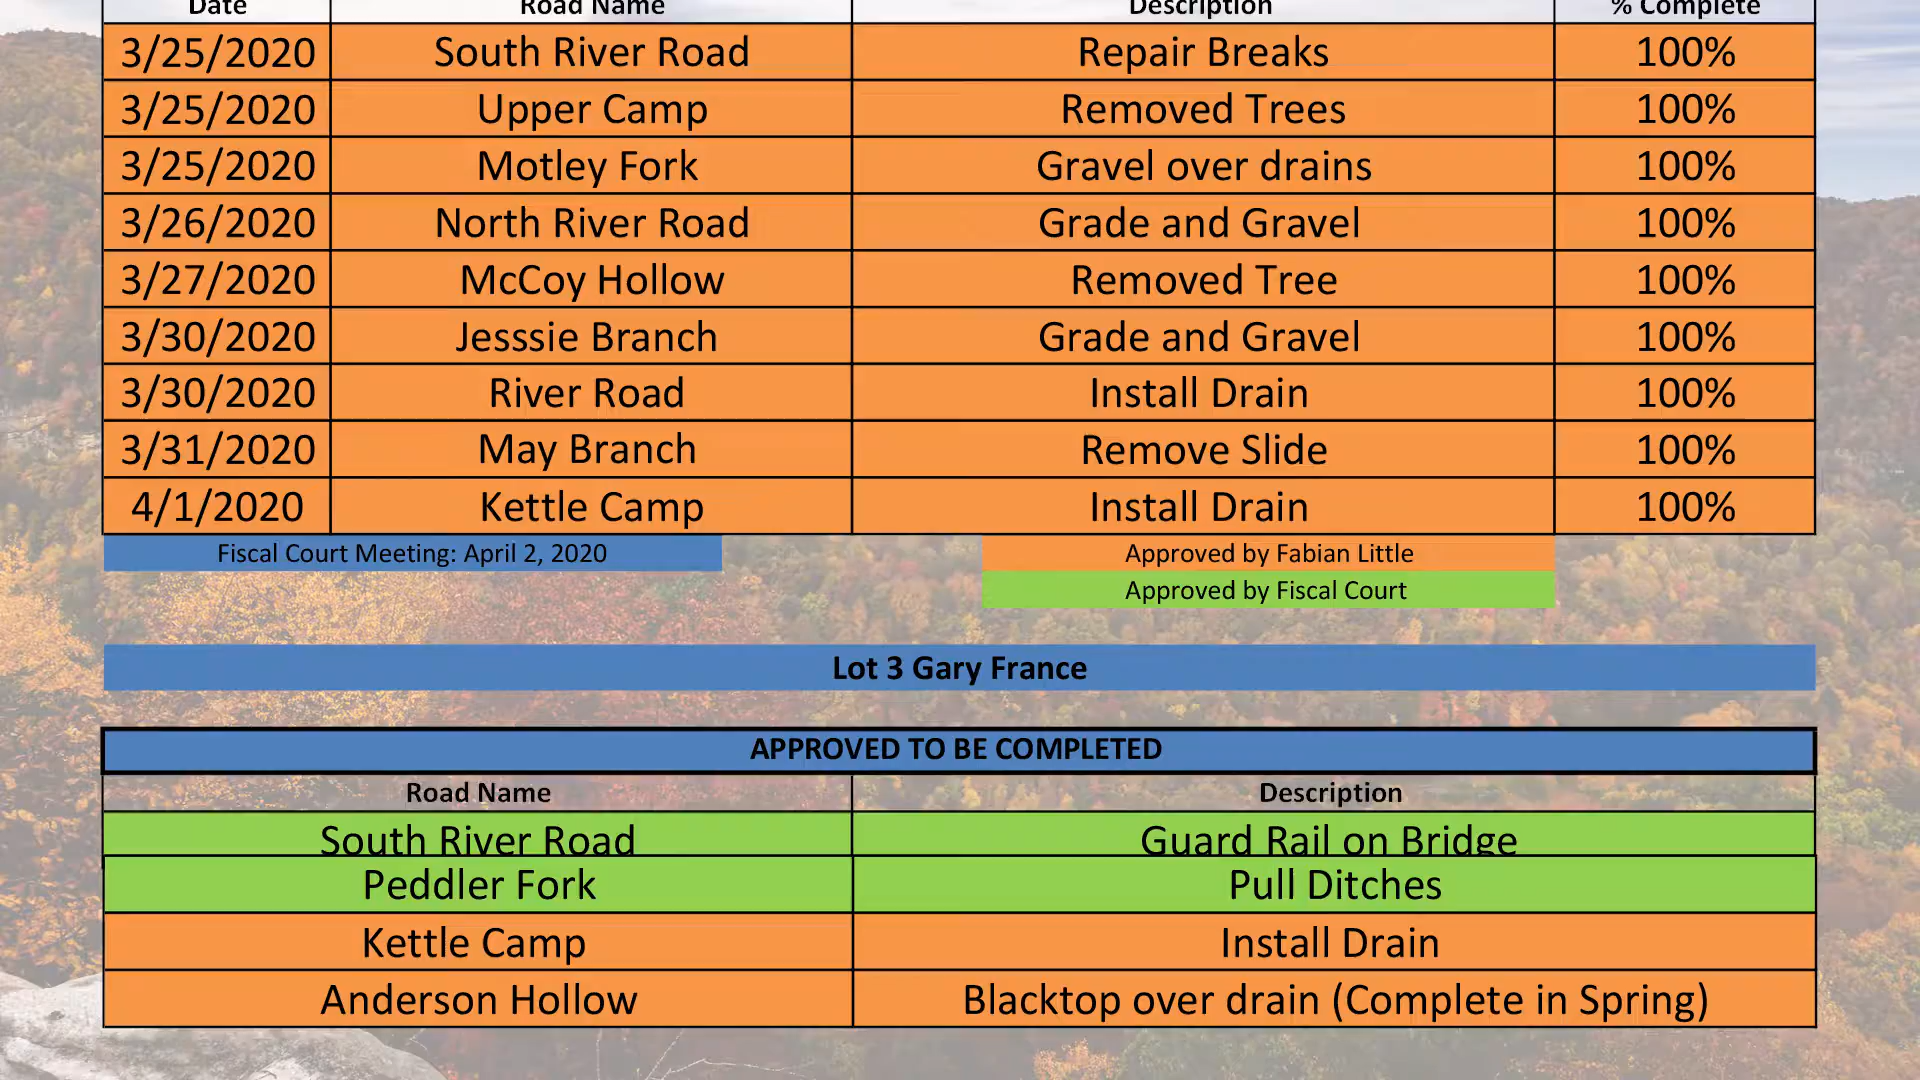 Date Road Name Description % Complete
3/25/2020 South River Road Repair Breaks 100%
3/25/2020 Upper Camp Removed Trees 100%
3/25/2020 Motley Fork Gravel over drains 100%
3/26/2020 North River Road Grade and Gravel 100%
3/27/2020 McCoy Hollow Removed Tree 100%
3/30/2020 Jesssie Branch Grade and Gravel 100%
3/30/2020 River Road Install Drain 100%
3/31/2020 May Branch Remove Slide 100%
4/1/2020 Kettle Camp Install Drain 100%
Fiscal Court Meeting: April 2, 2020 Approved by Fabian Little
Approved by Fiscal Court
Lot 3 Gary France
APPROVED TO BE COMPLETED
Road Name Description
South River Road Guard Rail on Bridge
Peddler Fork Pull Ditches
Kettle Camp Install Drain
Anderson Hollow Blacktop over drain (Complete in Spring)